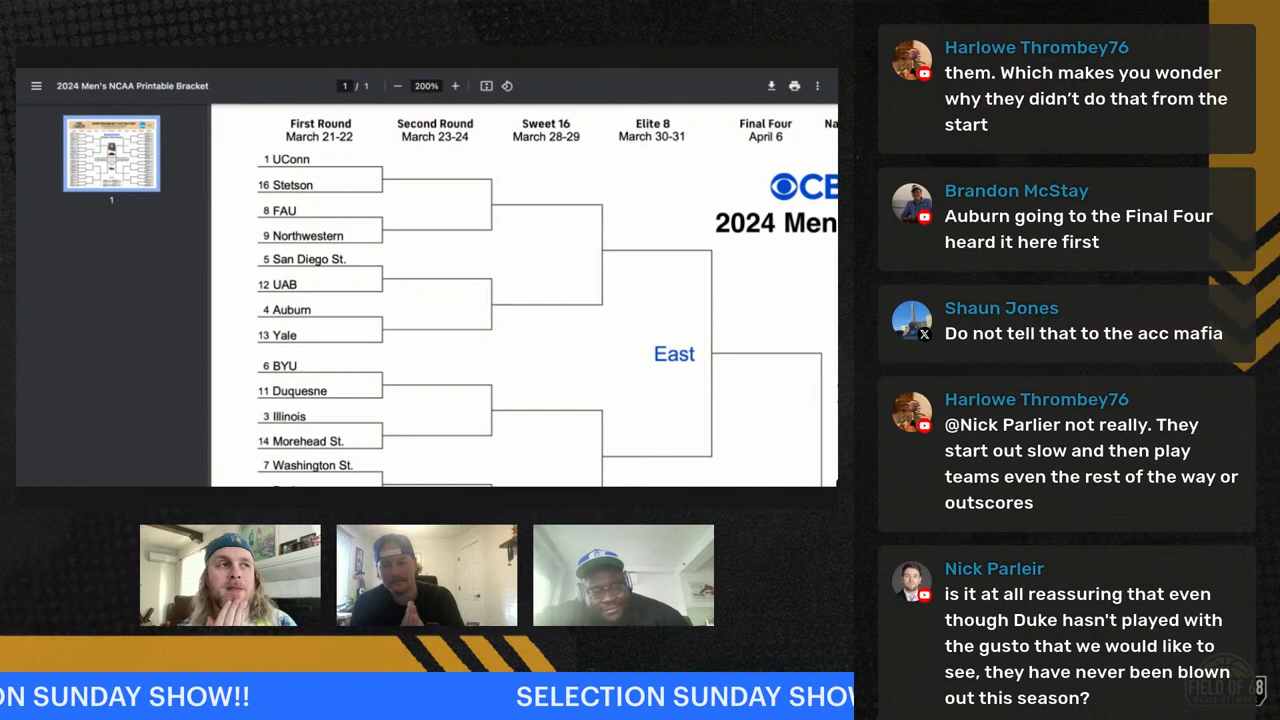 2024 Men's NCAA Printable Bracket
1 / 1
200%
1
First Round
March 21-22
Second Round
March 23-24
Sweet 16
March 28-29
Elite 8
March 30-31
Final Four
April 6
Na
1 UConn
16 Stetson
8 FAU
9 Northwestern
5 San Diego St.
12 UAB
4 Auburn
13 Yale
6 BYU
11 Duquesne
3 Illinois
14 Morehead St.
7 Washington St.
CB
2024 Men
East
Harlowe Thrombey76
them. Which makes you wonder
why they didn’t do that from the
start
Brandon McStay
Auburn going to the Final Four
heard it here first
Shaun Jones
Do not tell that to the acc mafia
Harlowe Thrombey76
@Nick Parlier not really. They
start out slow and then play
teams even the rest of the way or
outscores
Nick Parleir
is it at all reassuring that even
though Duke hasn't played with
the gusto that we would like to
see, they have never been blown
out this season?
FIELD OF 68
ON SUNDAY SHOW!!
SELECTION SUNDAY SHOW